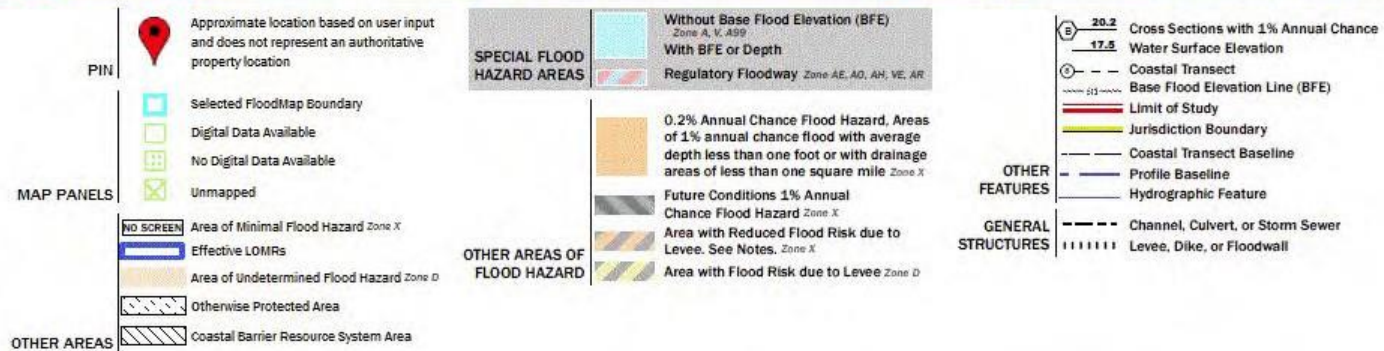 PIN
Approximate location based on user input
and does not represent an authoritative
property location
MAP PANELS
Selected FloodMap Boundary
Digital Data Available
No Digital Data Available
Unmapped
OTHER AREAS
NO SCREEN Area of Minimal Flood Hazard Zone X
Effective LOMRs
Area of Undetermined Flood Hazard Zone D
Otherwise Protected Area
Coastal Barrier Resource System Area
SPECIAL FLOOD
HAZARD AREAS
Without Base Flood Elevation (BFE)
Zone A, V, A99
With BFE or Depth
Regulatory Floodway Zone AE, AO, AH, VE, AR
OTHER AREAS OF
FLOOD HAZARD
0.2% Annual Chance Flood Hazard, Areas
of 1% annual chance flood with average
depth less than one foot or with drainage
areas of less than one square mile Zone X
Future Conditions 1% Annual
Chance Flood Hazard Zone X
Area with Reduced Flood Risk due to
Levee. See Notes. Zone X
Area with Flood Risk due to Levee Zone D
OTHER
FEATURES
B 20.2 Cross Sections with 1% Annual Chance
17.5 Water Surface Elevation
8 Coastal Transect
513 Base Flood Elevation Line (BFE)
Limit of Study
Jurisdiction Boundary
Coastal Transect Baseline
Profile Baseline
Hydrographic Feature
GENERAL
STRUCTURES
Channel, Culvert, or Storm Sewer
Levee, Dike, or Floodwall